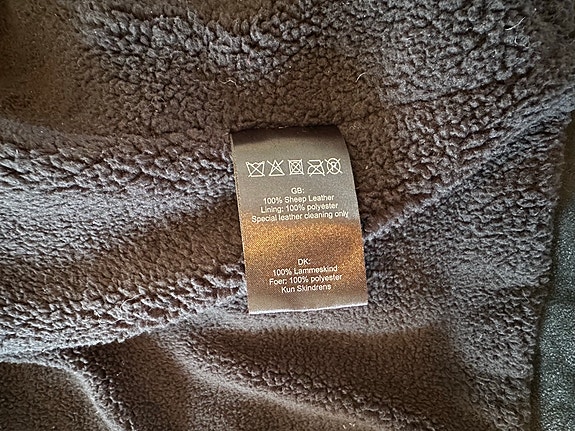 GB:
100% Sheep Leather
Lining: 100% polyester
Special leather cleaning only
DK:
100% Lammeskind
Foer: 100% polyester
Kun Skindrens